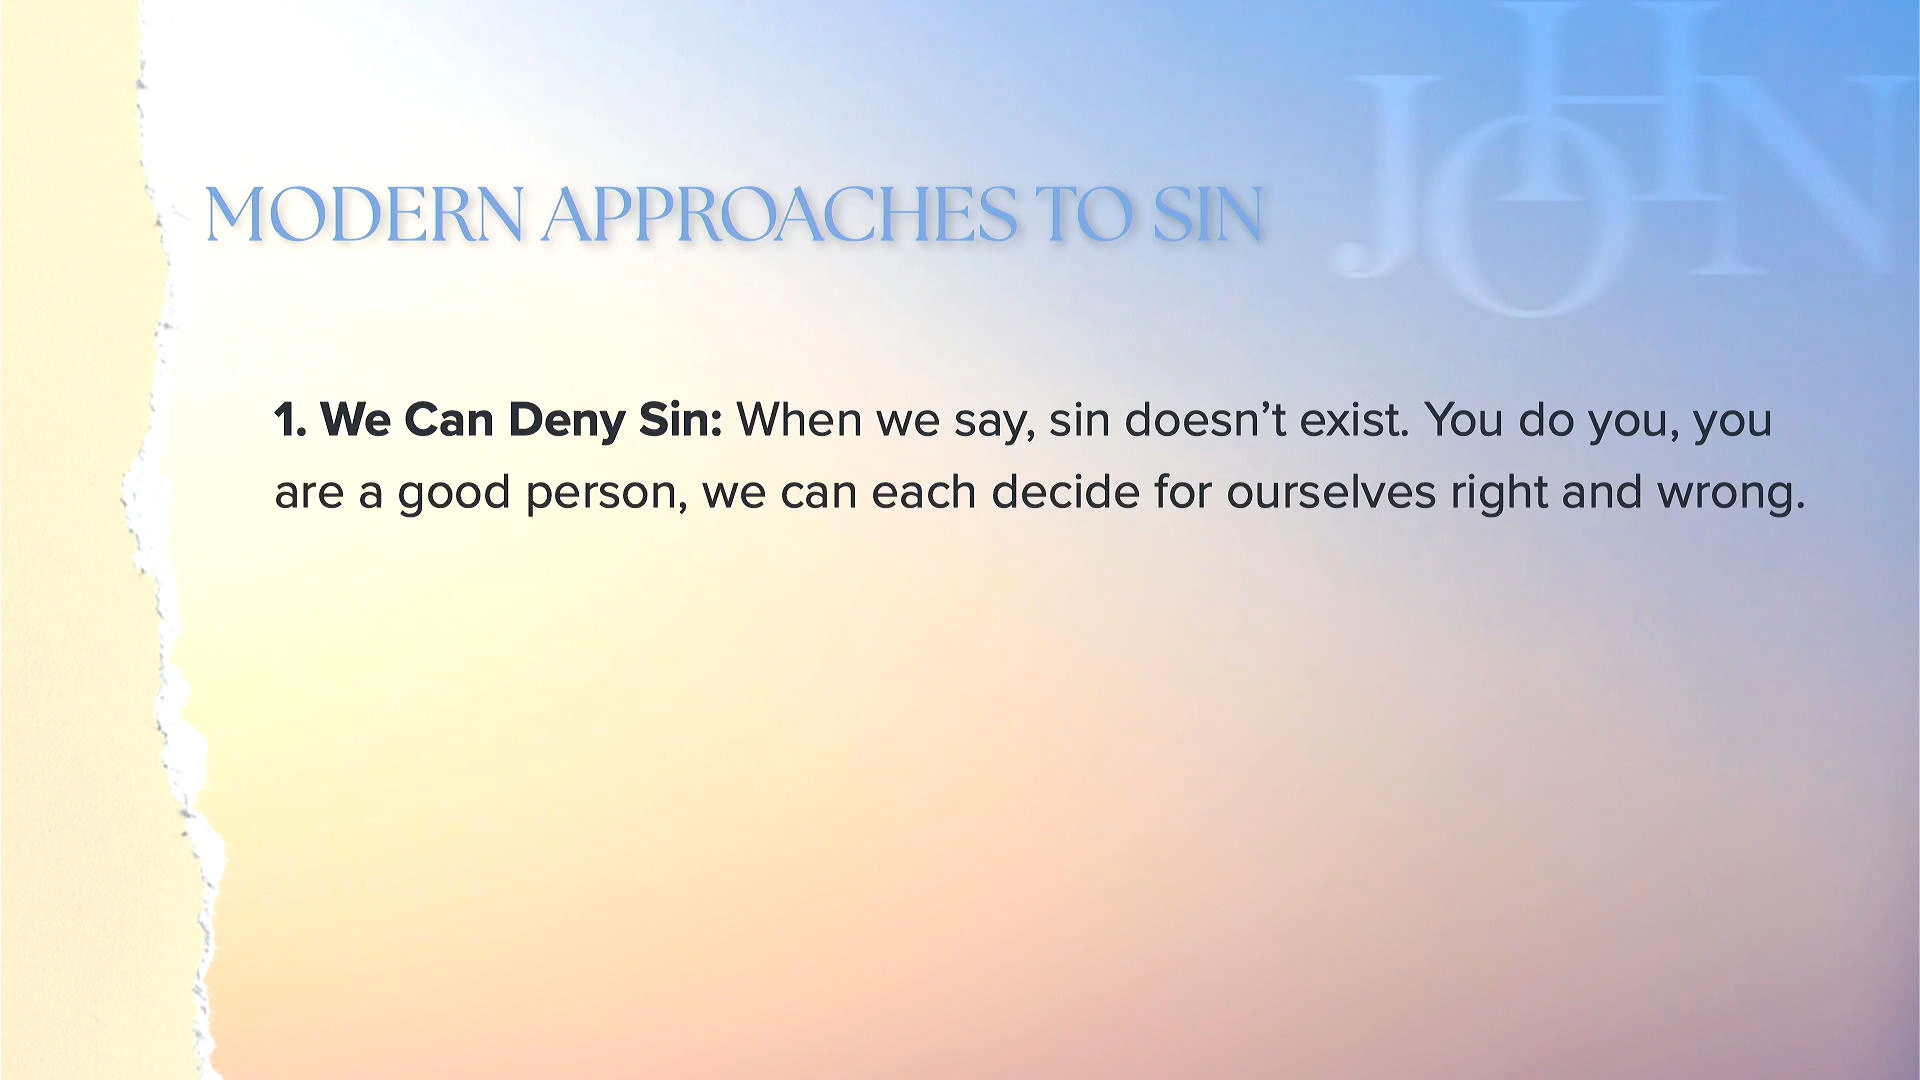 JOHN
MODERN APPROACHES TO SIN
1. We Can Deny Sin: When we say, sin doesn’t exist. You do you, you
are a good person, we can each decide for ourselves right and wrong.